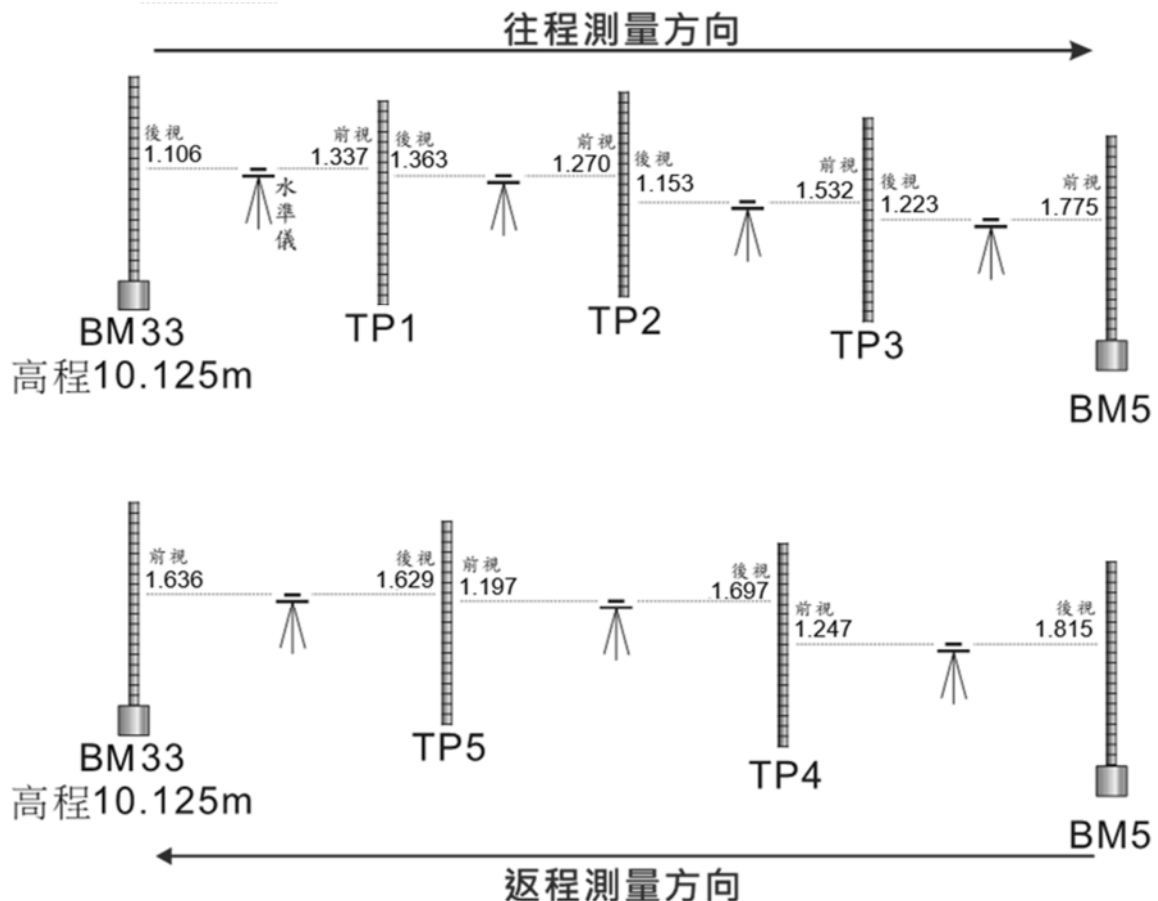 往程測量方向
後視 前視 後視 前視 後視 前視 後視 前視
1.106 1.337 1.363 1.270 1.153 1.532 1.223 1.775
水準儀
BM33 TP1 TP2 TP3 BM5
高程10.125m
前視 後視 前視 後視 前視 後視
1.636 1.629 1.197 1.697 1.247 1.815
BM33 TP5 TP4 BM5
高程10.125m
返程測量方向